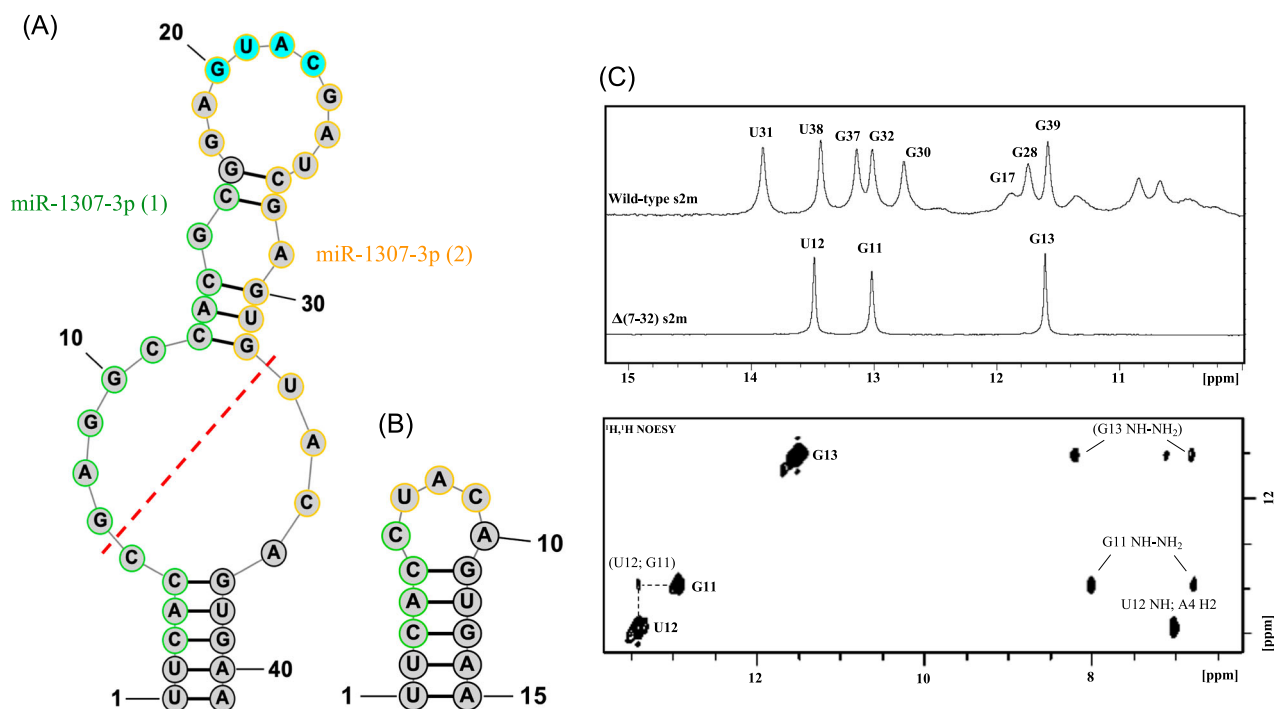 (A)
20
U A
G C
A G
G A
U
G C
C G
miR-1307-3p (1)
G A
miR-1307-3p (2)
C G
30
A U
C G
10
C
G U
G A
A C
G A
C
C G
A U
C G
U A
40
1
U A
(B)
A
U C
C A
10
C G
A U
C G
U A
1
U A
15
(C)
U31
U38
G37
G32
G30
G17
G28
G39
Wild-type s2m
U12
G11
G13
Δ(7-32) s2m
15 14 13 12 11 [ppm]
¹H,¹H NOESY
G13
(G13 NH-NH₂)
12
(U12; G11)
G11
G11 NH-NH₂
U12
U12 NH; A4 H2
[ppm]
12 10 8 [ppm]